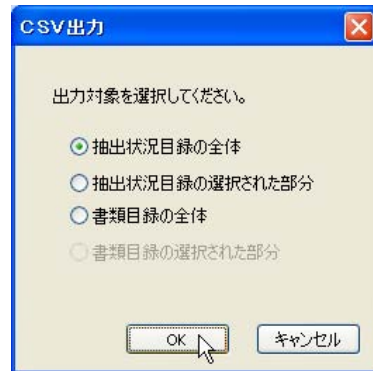 CSV出力
出力対象を選択してください。
抽出状況目録の全体
抽出状況目録の選択された部分
書類目録の全体
書類目録の選択された部分
OK
キャンセル